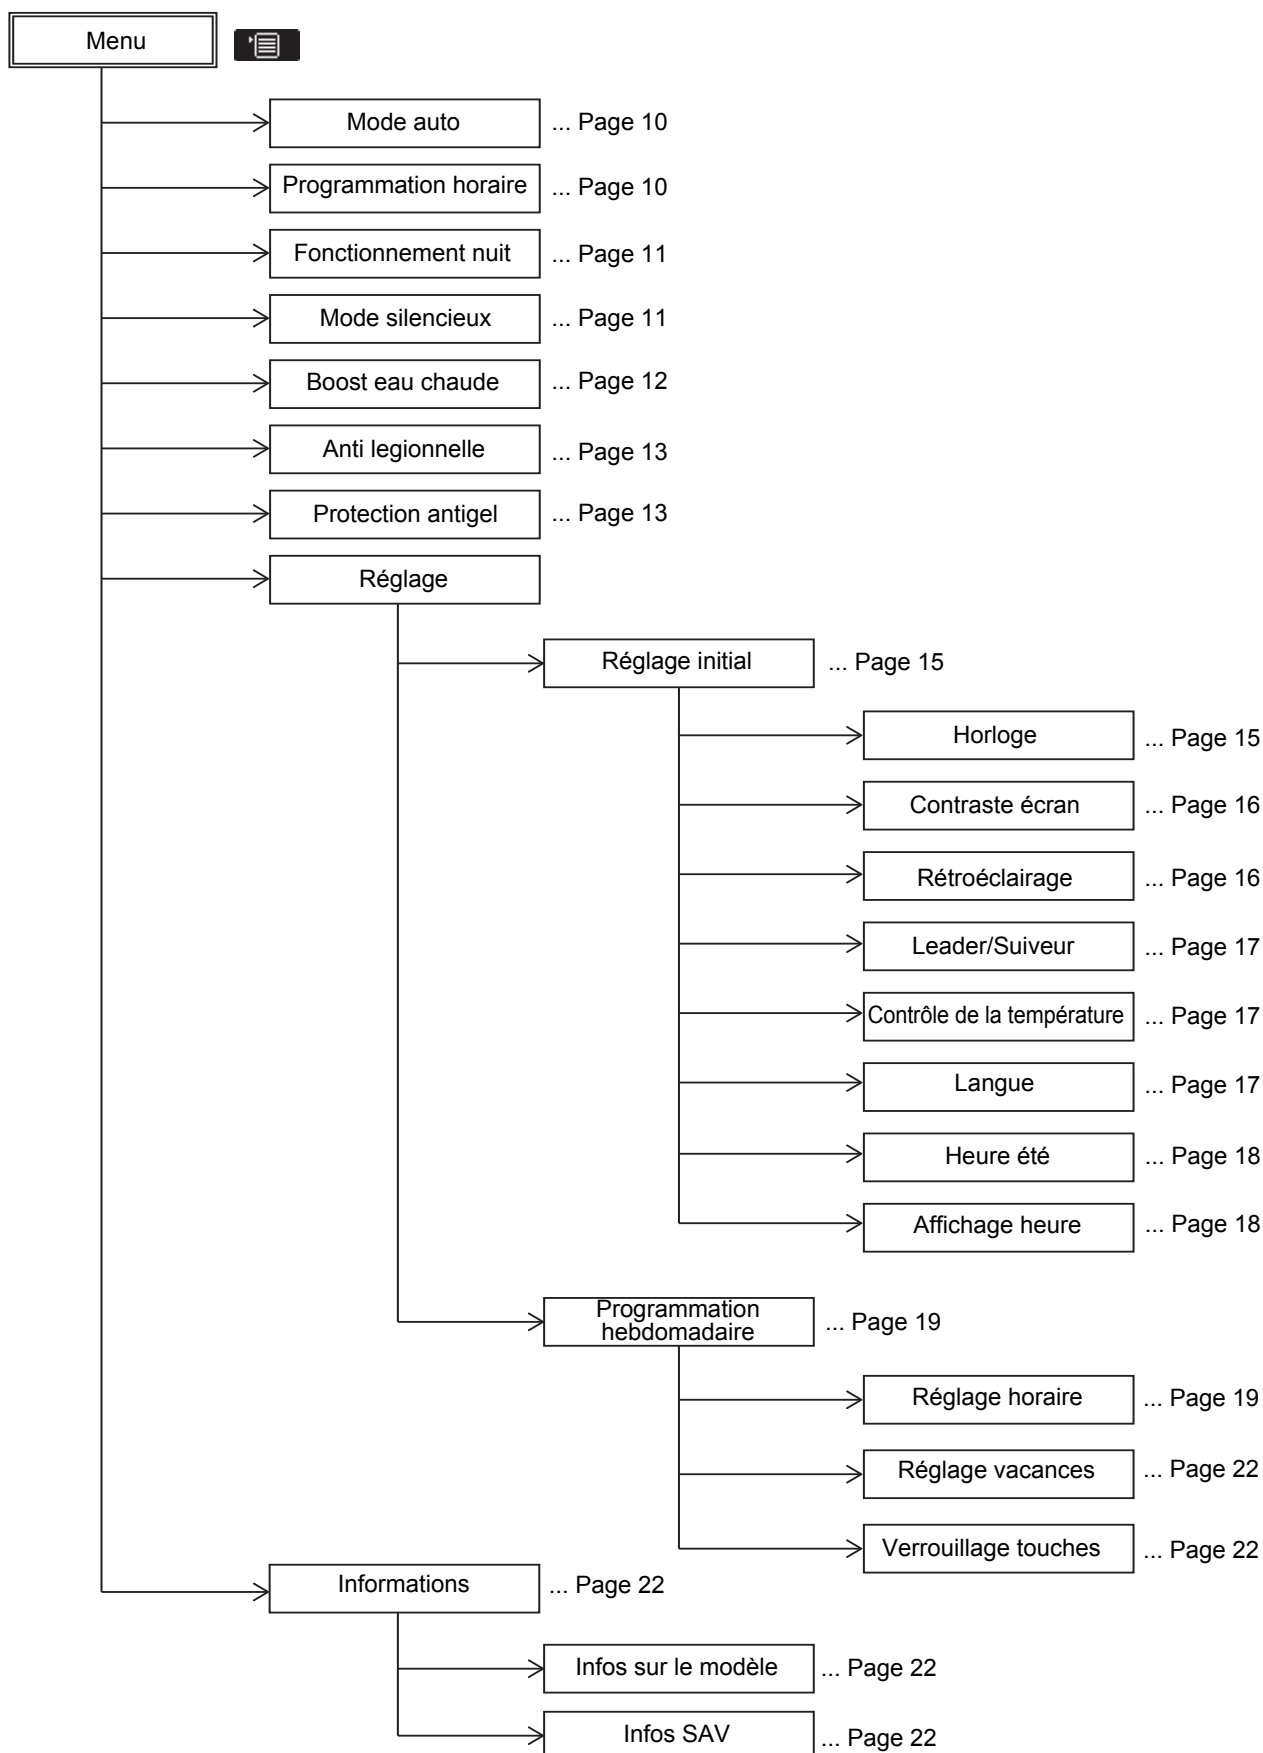 Menu
Mode auto ... Page 10
Programmation horaire ... Page 10
Fonctionnement nuit ... Page 11
Mode silencieux ... Page 11
Boost eau chaude ... Page 12
Anti legionnelle ... Page 13
Protection antigel ... Page 13
Réglage
Réglage initial ... Page 15
Horloge ... Page 15
Contraste écran ... Page 16
Rétroéclairage ... Page 16
Leader/Suiveur ... Page 17
Contrôle de la température ... Page 17
Langue ... Page 17
Heure été ... Page 18
Affichage heure ... Page 18
Programmation
hebdomadaire ... Page 19
Réglage horaire ... Page 19
Réglage vacances ... Page 22
Verrouillage touches ... Page 22
Informations ... Page 22
Infos sur le modèle ... Page 22
Infos SAV ... Page 22